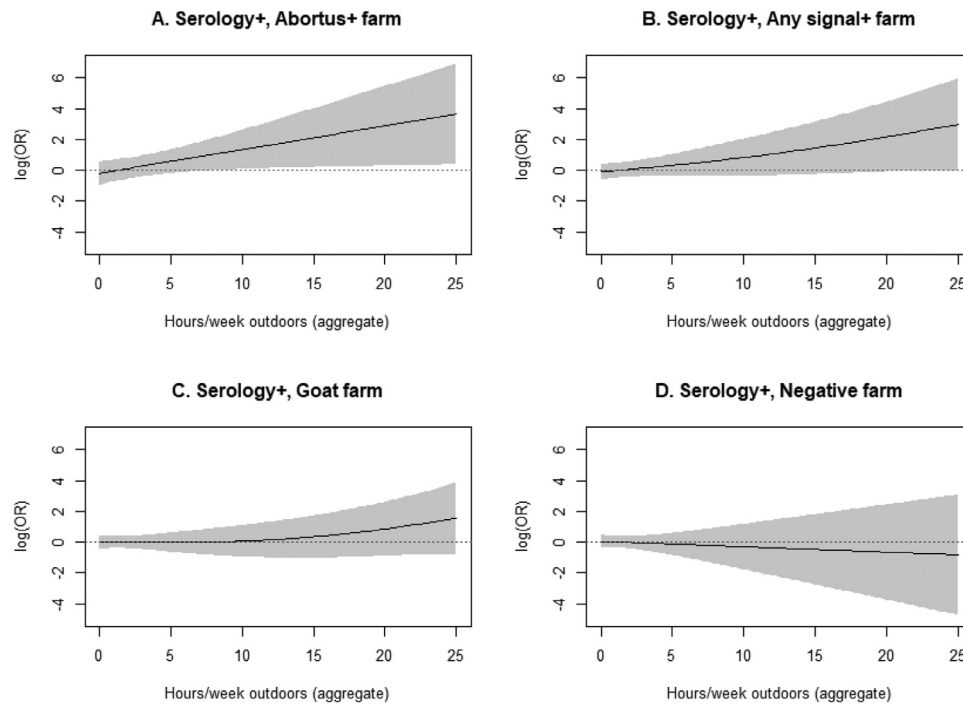 A. Serology+, Abortus+ farm
log(OR)
6
4
2
0
-2
-4
0 5 10 15 20 25
Hours/week outdoors (aggregate)
B. Serology+, Any signal+ farm
log(OR)
6
4
2
0
-2
-4
0 5 10 15 20 25
Hours/week outdoors (aggregate)
C. Serology+, Goat farm
log(OR)
6
4
2
0
-2
-4
0 5 10 15 20 25
Hours/week outdoors (aggregate)
D. Serology+, Negative farm
log(OR)
6
4
2
0
-2
-4
0 5 10 15 20 25
Hours/week outdoors (aggregate)